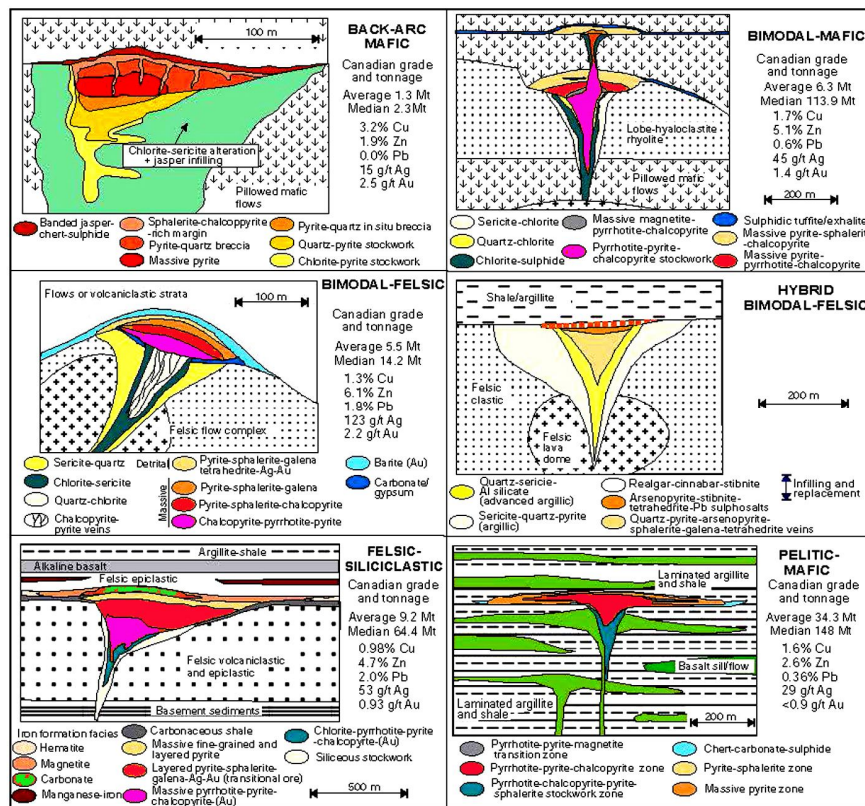 100 m
BACK-ARC
MAFIC
Canadian grade
and tonnage
Average 1.3 Mt
Median 2.3Mt
3.2% Cu
1.9% Zn
0.0% Pb
15 g/t Ag
2.5 g/t Au
Chlorite-sericite alteration
+ jasper infilling
Pillowed mafic
flows
Banded jasper-
chert-sulphide
Sphalerite-chalcoppyrite
-rich margin
Pyrite-quartz breccia
Massive pyrite
Pyrite-quartz in situ breccia
Quartz-pyrite stockwork
Chlorite-pyrite stockwork
BIMODAL-MAFIC
Canadian grade
and tonnage
Average 6.3 Mt
Median 113.9 Mt
1.7% Cu
5.1% Zn
0.6% Pb
45 g/t Ag
1.4 g/t Au
Lobe-hyaloclastite
rhyolite
Pillowed mafic
flows
200 m
Sericite-chlorite
Quartz-chlorite
Chlorite-sulphide
Massive magnetite-
pyrrhotite-chalcopyrite
Pyrrhotite-pyrite-
chalcopyrite stockwork
Sulphidic tuffite/exhalite
Massive pyrite-sphalerite
-chalcopyrite
Massive pyrite-
pyrrhotite-chalcopyrite
BIMODAL-FELSIC
Flows or volcaniclastic strata
100 m
Canadian grade
and tonnage
Average 5.5 Mt
Median 14.2 Mt
1.3% Cu
6.1% Zn
1.8% Pb
123 g/t Ag
2.2 g/t Au
Felsic flow complex
Sericite-quartz
Chlorite-sericite
Quartz-chlorite
Chalcopyrite-
pyrite veins
Detrital
Massive
Pyrite-sphalerite-galena
tetrahedrite-Ag-Au
Pyrite-sphalerite-galena
Pyrite-sphalerite-chalcopyrite
Chalcopyrite-pyrrhotite-pyrite
Barite (Au)
Carbonate/
gypsum
Shale/argillite
HYBRID
BIMODAL-FELSIC
200 m
Felsic
clastic
Felsic
lava
dome
Quartz-sericie-
Al silicate
(advanced argillic)
Sericite-quartz-pyrite
(argillic)
Realgar-cinnabar-stibnite
Arsenopyrite-stibnite-
tetrahedrite-Pb sulphosalts
Quartz-pyrite-arsenopyrite-
sphalerite-galena-tetrahedrite veins
Infilling and
replacement
Argillite-shale
Alkaline basalt
Felsic epiclastic
FELSIC-
SILICICLASTIC
Canadian grade
and tonnage
Average 9.2 Mt
Median 64.4 Mt
0.98% Cu
4.7% Zn
2.0% Pb
53 g/t Ag
0.93 g/t Au
Felsic volcaniclastic
and epiclastic
Basement sediments
Iron formation facies
Hematite
Magnetite
Carbonate
Manganese-iron
Carbonaceous shale
Massive fine-grained and
layered pyrite
Layered pyrite-sphalerite-
galena-Ag-Au (transitional ore)
Massive pyrrhotite-pyrite-
chalcopyrite-(Au)
Chlorite-pyrrhotite-pyrite
-chalcopyrite-(Au)
Siliceous stockwork
500 m
PELITIC-
MAFIC
Laminated argillite
and shale
Canadian grade
and tonnage
Average 34.3 Mt
Median 148 Mt
1.6% Cu
2.6% Zn
0.36% Pb
29 g/t Ag
<0.9 g/t Au
Basalt sill/flow
Laminated argillite
and shale
200 m
Pyrrhotite-pyrite-magnetite
transition zone
Pyrrhotite-pyrite-chalcopyrite zone
Pyrrhotite-chalcopyrite-pyrite-
sphalerite stockwork zone
Chert-carbonate-sulphide
Pyrite-sphalerite zone
Massive pyrite zone